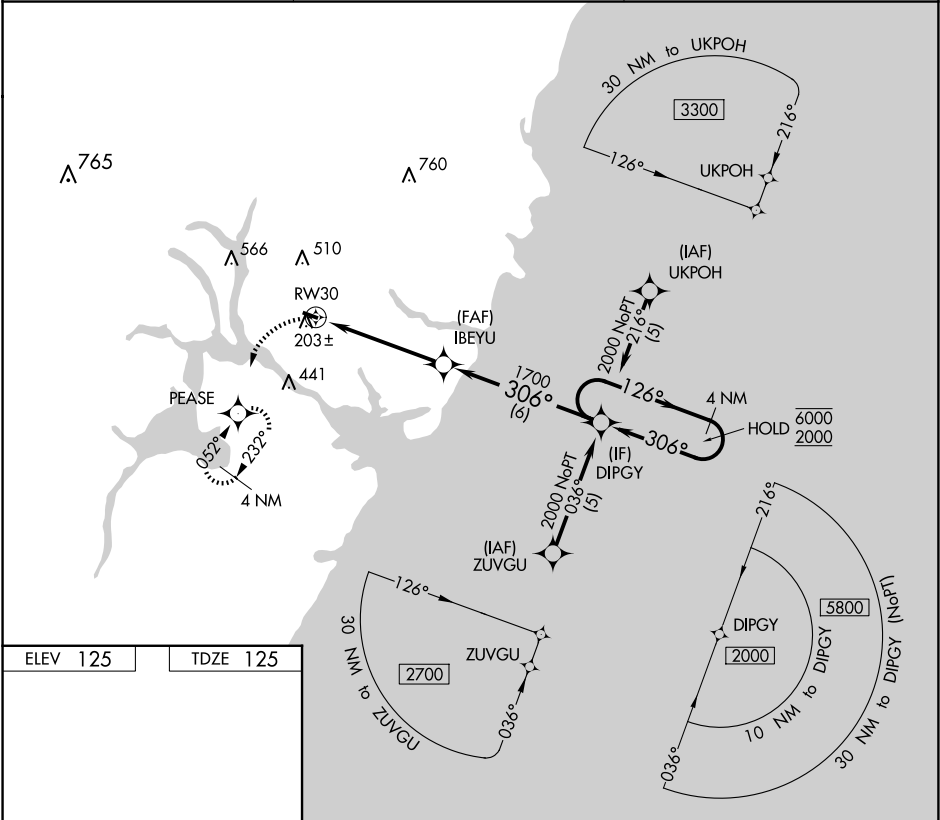 30 NM to UKPOH
3300
216°
126°
UKPOH
765
760
566
510
RW30
203±
441
(IAF)
UKPOH
2000 NoPT
216°
(5)
(FAF)
IBEYU
1700
306°
(6)
126°
4 NM
HOLD 6000
2000
306°
(IF)
DIPGY
PEASE
052°
232°
4 NM
2000 NoPT
036°
(5)
(IAF)
ZUVGU
126°
30 NM to ZUVGU
2700
ZUVGU
036°
216°
5800
DIPGY
2000
10 NM to DIPGY
30 NM to DIPGY (NoPT)
036°
ELEV 125
TDZE 125